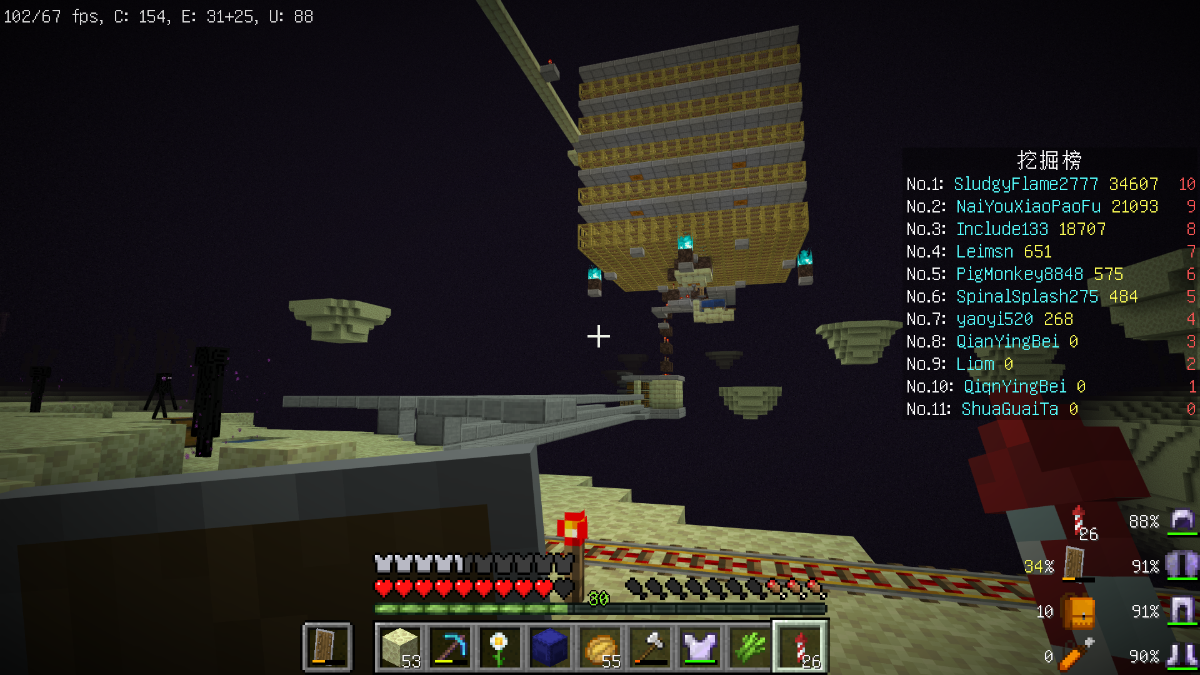 102/67 fps, C: 154, E: 31+25, U: 88
挖掘榜
No.1: SludgyFlame2777 34607 10
No.2: NaiYouXiaoPaoFu 21093 9
No.3: Include133 18707 8
No.4: Leimsn 651 7
No.5: PigMonkey8848 575 6
No.6: SpinalSplash275 484 5
No.7: yaoyi520 268 4
No.8: QianYingBei 0 3
No.9: Liom 0 2
No.10: QiqnYingBei 0 1
No.11: ShuaGuaiTa 0 0
26 88%
34% 91%
10 91%
0 90%
80
53 55 26